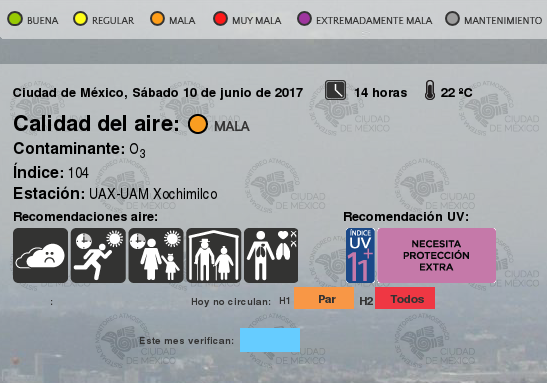 BUENA REGULAR MALA MUY MALA EXTREMADAMENTE MALA MANTENIMIENTO
Ciudad de México, Sábado 10 de junio de 2017 14 horas 22 ºC
Calidad del aire: MALA
Contaminante: O3
Índice: 104
Estación: UAX-UAM Xochimilco
Recomendaciones aire: Recomendación UV:
ÍNDICE
UV
11+
NECESITA
PROTECCIÓN
EXTRA
: Hoy no circulan: H1 Par H2 Todos
Este mes verifican: